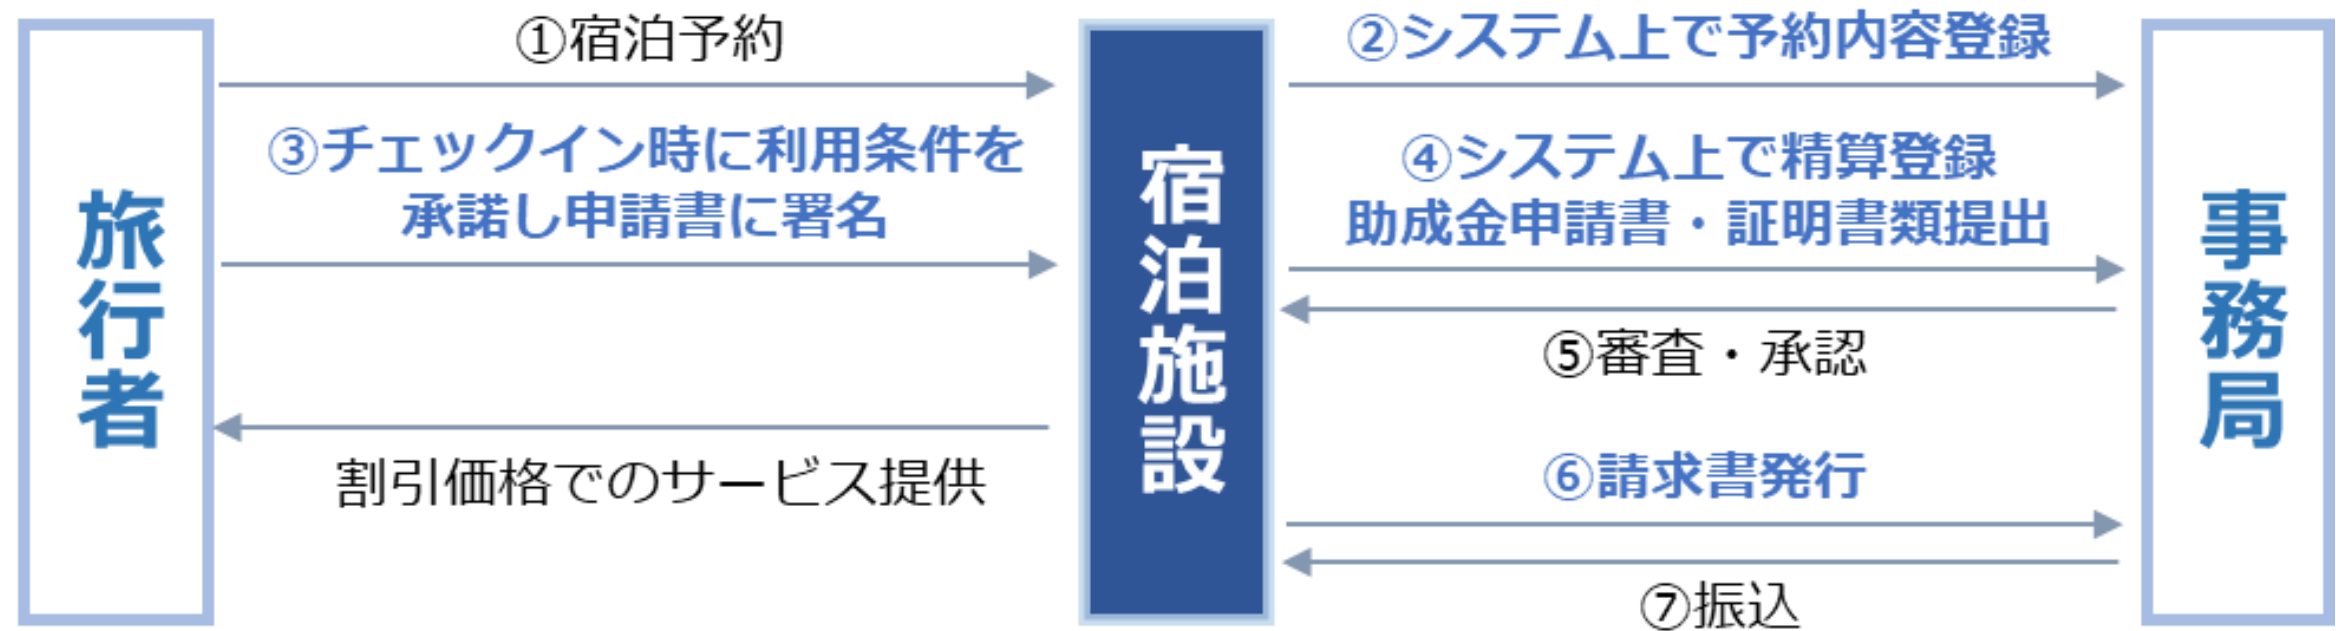 旅行者
①宿泊予約
③チェックイン時に利用条件を
承諾し申請書に署名
割引価格でのサービス提供
宿泊施設
②システム上で予約内容登録
④システム上で精算登録
助成金申請書・証明書類提出
⑤審査・承認
⑥請求書発行
⑦振込
事務局